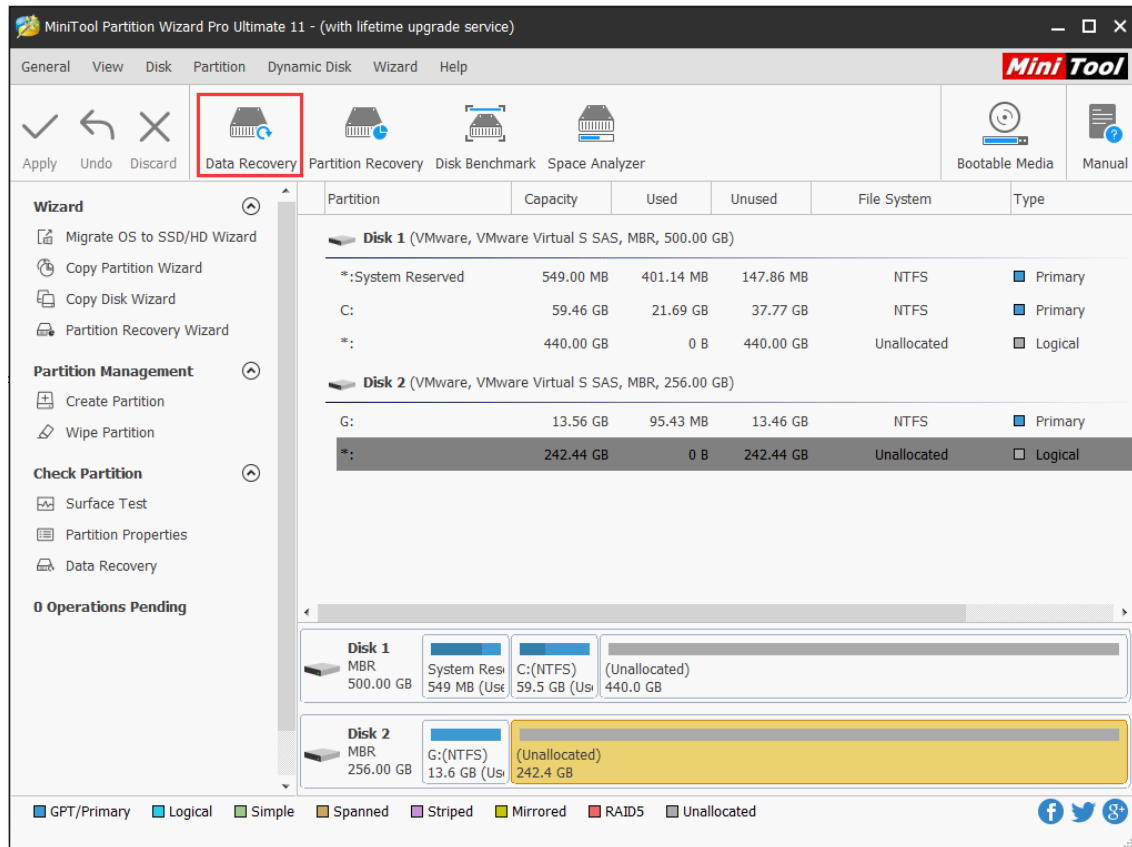 MiniTool Partition Wizard Pro Ultimate 11 - (with lifetime upgrade service)
General View Disk Partition Dynamic Disk Wizard Help
Mini Tool
Apply Undo Discard Data Recovery Partition Recovery Disk Benchmark Space Analyzer Bootable Media Manual
Wizard
Migrate OS to SSD/HD Wizard
Copy Partition Wizard
Copy Disk Wizard
Partition Recovery Wizard
Partition Management
Create Partition
Wipe Partition
Check Partition
Surface Test
Partition Properties
Data Recovery
0 Operations Pending
Partition Capacity Used Unused File System Type
Disk 1 (VMware, VMware Virtual S SAS, MBR, 500.00 GB)
*:System Reserved 549.00 MB 401.14 MB 147.86 MB NTFS Primary
C: 59.46 GB 21.69 GB 37.77 GB NTFS Primary
*: 440.00 GB 0 B 440.00 GB Unallocated Logical
Disk 2 (VMware, VMware Virtual S SAS, MBR, 256.00 GB)
G: 13.56 GB 95.43 MB 13.46 GB NTFS Primary
*: 242.44 GB 0 B 242.44 GB Unallocated Logical
Disk 1
MBR
500.00 GB
System Rese
549 MB (Use
C:(NTFS)
59.5 GB (Use
(Unallocated)
440.0 GB
Disk 2
MBR
256.00 GB
G:(NTFS)
13.6 GB (Use
(Unallocated)
242.4 GB
GPT/Primary Logical Simple Spanned Striped Mirrored RAID5 Unallocated